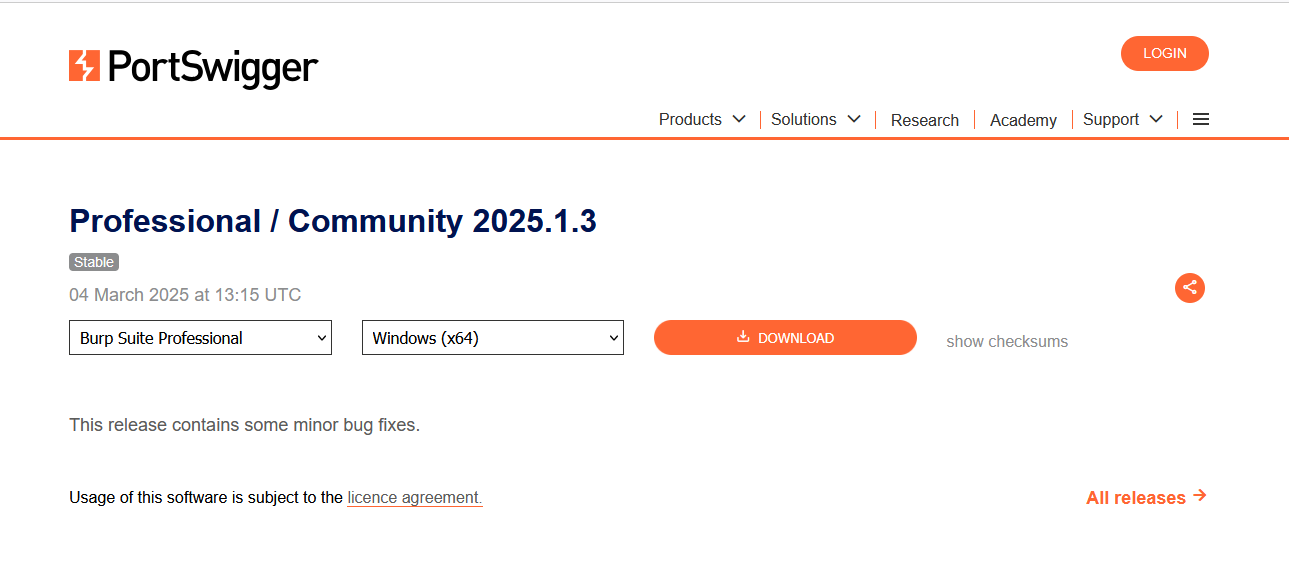 PortSwigger
LOGIN
Products
Solutions
Research
Academy
Support
Professional / Community 2025.1.3
Stable
04 March 2025 at 13:15 UTC
Burp Suite Professional
Windows (x64)
DOWNLOAD
show checksums
This release contains some minor bug fixes.
Usage of this software is subject to the licence agreement.
All releases